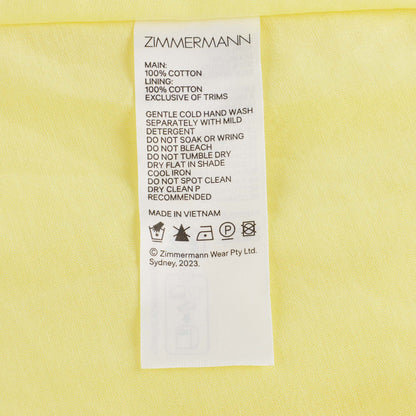 ZIMMERMANN
MAIN:
100% COTTON
LINING:
100% COTTON
EXCLUSIVE OF TRIMS
GENTLE COLD HAND WASH
SEPARATELY WITH MILD
DETERGENT
DO NOT SOAK OR WRING
DO NOT BLEACH
DO NOT TUMBLE DRY
DRY FLAT IN SHADE
COOL IRON
DO NOT SPOT CLEAN
DRY CLEAN P
RECOMMENDED
MADE IN VIETNAM
P
© Zimmermann Wear Pty Ltd.
Sydney, 2023.